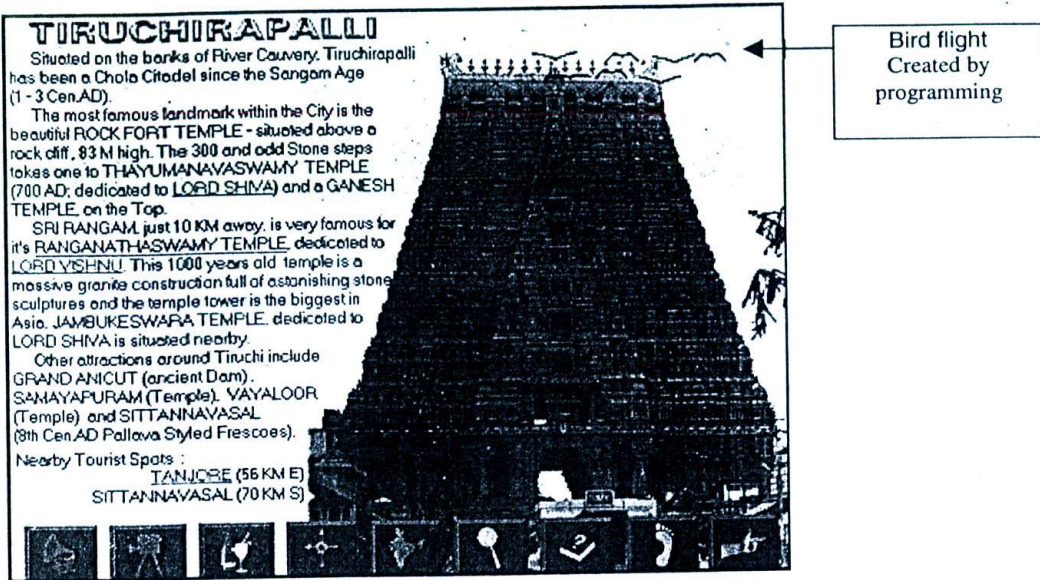 TIRUCHIRAPALLI
Situated on the banks of River Cauvery, Tiruchirapalli
has been a Chola Citadel since the Sangam Age
(1 - 3 Cen.AD).
The most famous landmark within the City is the
beautiful ROCK FORT TEMPLE - situated above a
rock cliff, 83 M high. The 300 and odd Stone steps
takes one to THAYUMANAVASWAMY TEMPLE
(700 AD; dedicated to LORD SHIVA) and a GANESH
TEMPLE, on the Top.
SRI RANGAM, just 10 KM away, is very famous for
it's RANGANATHASWAMY TEMPLE, dedicated to
LORD VISHNU. This 1000 years old temple is a
massive granite construction full of astonishing stone
sculptures and the temple tower is the biggest in
Asia. JAMBUKESWARA TEMPLE, dedicated to
LORD SHIVA is situated nearby.
Other attractions around Tiruchi include
GRAND ANICUT (ancient Dam),
SAMAYAPURAM (Temple), VAYALOOR
(Temple) and SITTANNAVASAL
(8th Cen.AD Pallava Styled Frescoes).
Nearby Tourist Spots :
TANJORE (56 KM E)
SITTANNAVASAL (70 KM S)
Bird flight
Created by
programming